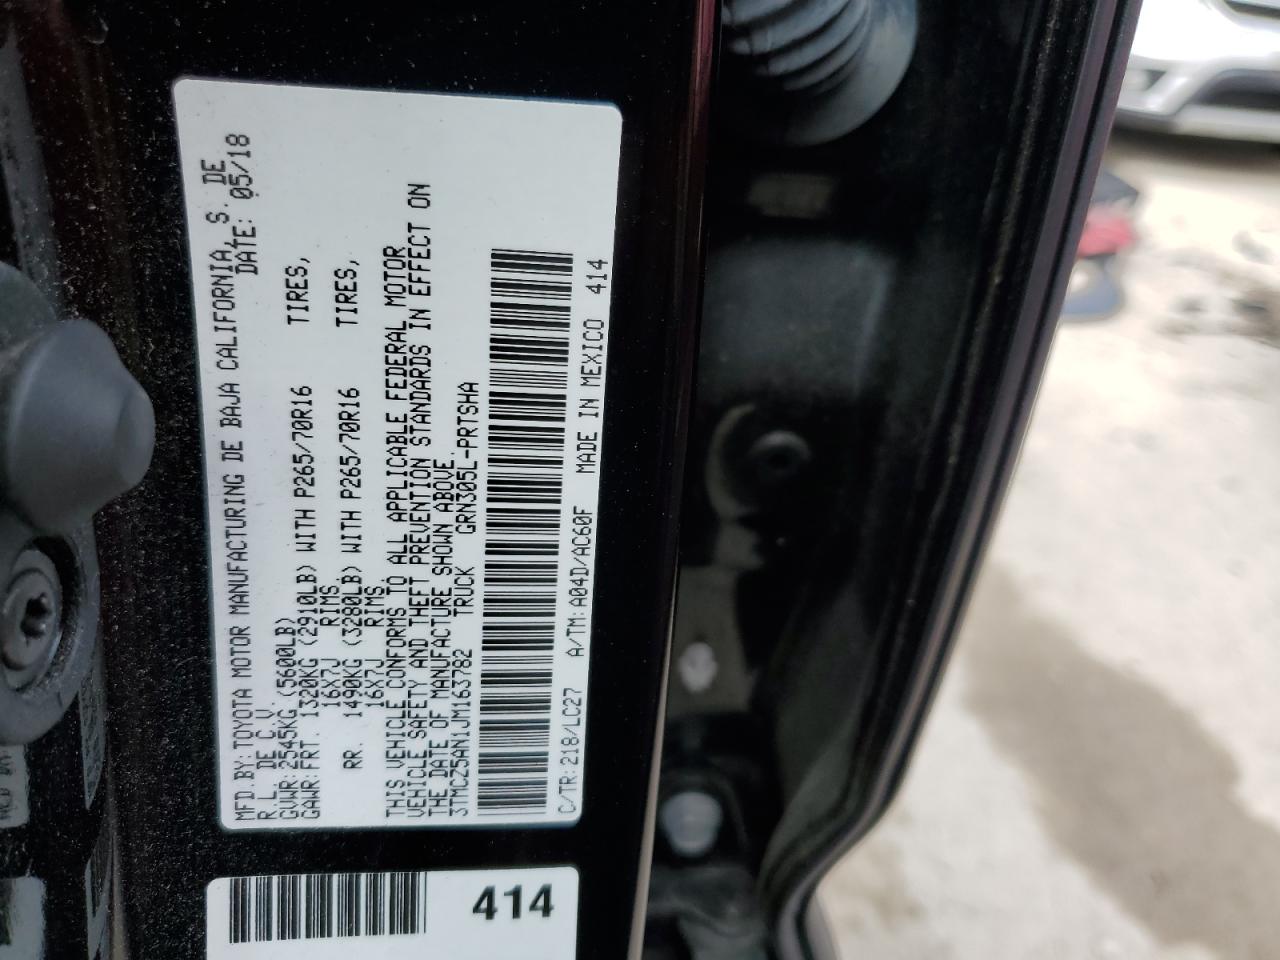 MFD.BY: TOYOTA MOTOR MANUFACTURING DE BAJA CALIFORNIA, S. DE
R.L. DE C.V. DATE: 05/18
GVWR: 2545KG (5600LB)
GAWR: FRT. 1320KG (2910LB) WITH P265/70R16 TIRES,
16X7J RIMS.
RR. 1490KG (3280LB) WITH P265/70R16 TIRES,
16X7J RIMS
THIS VEHICLE CONFORMS TO ALL APPLICABLE FEDERAL MOTOR
VEHICLE SAFETY AND THEFT PREVENTION STANDARDS IN EFFECT ON
THE DATE OF MANUFACTURE SHOWN ABOVE.
3TMCZ5AN1JM163782 TRUCK GRN305L-PRTSHA
C/TR: 218/LC27 A/TM: A04D/AC60F MADE IN MEXICO 414
414